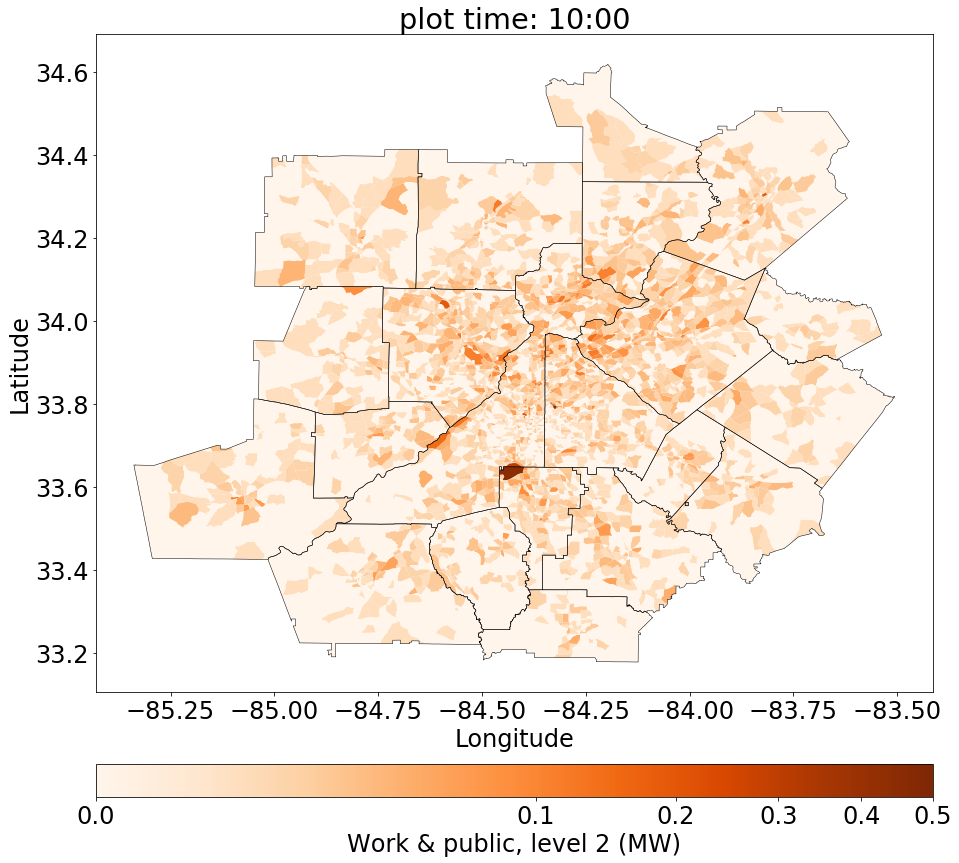 plot time: 10:00
34.6
34.4
34.2
34.0
33.8
33.6
33.4
33.2
Latitude
−85.25 −85.00 −84.75 −84.50 −84.25 −84.00 −83.75 −83.50
Longitude
0.0 0.1 0.2 0.3 0.4 0.5
Work & public, level 2 (MW)